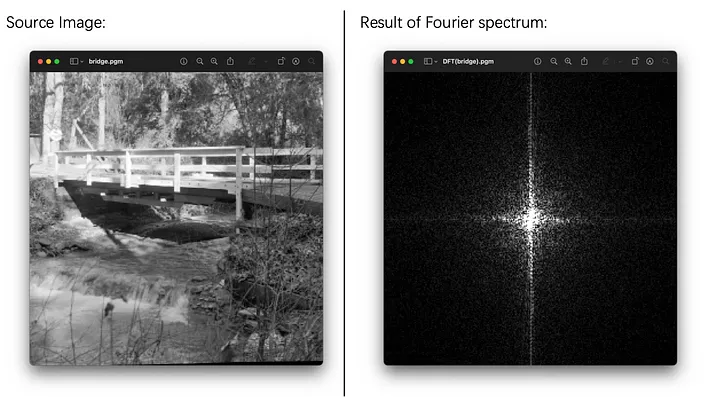 Source Image:
Result of Fourier spectrum:
bridge.pgm
DFT(bridge).pgm